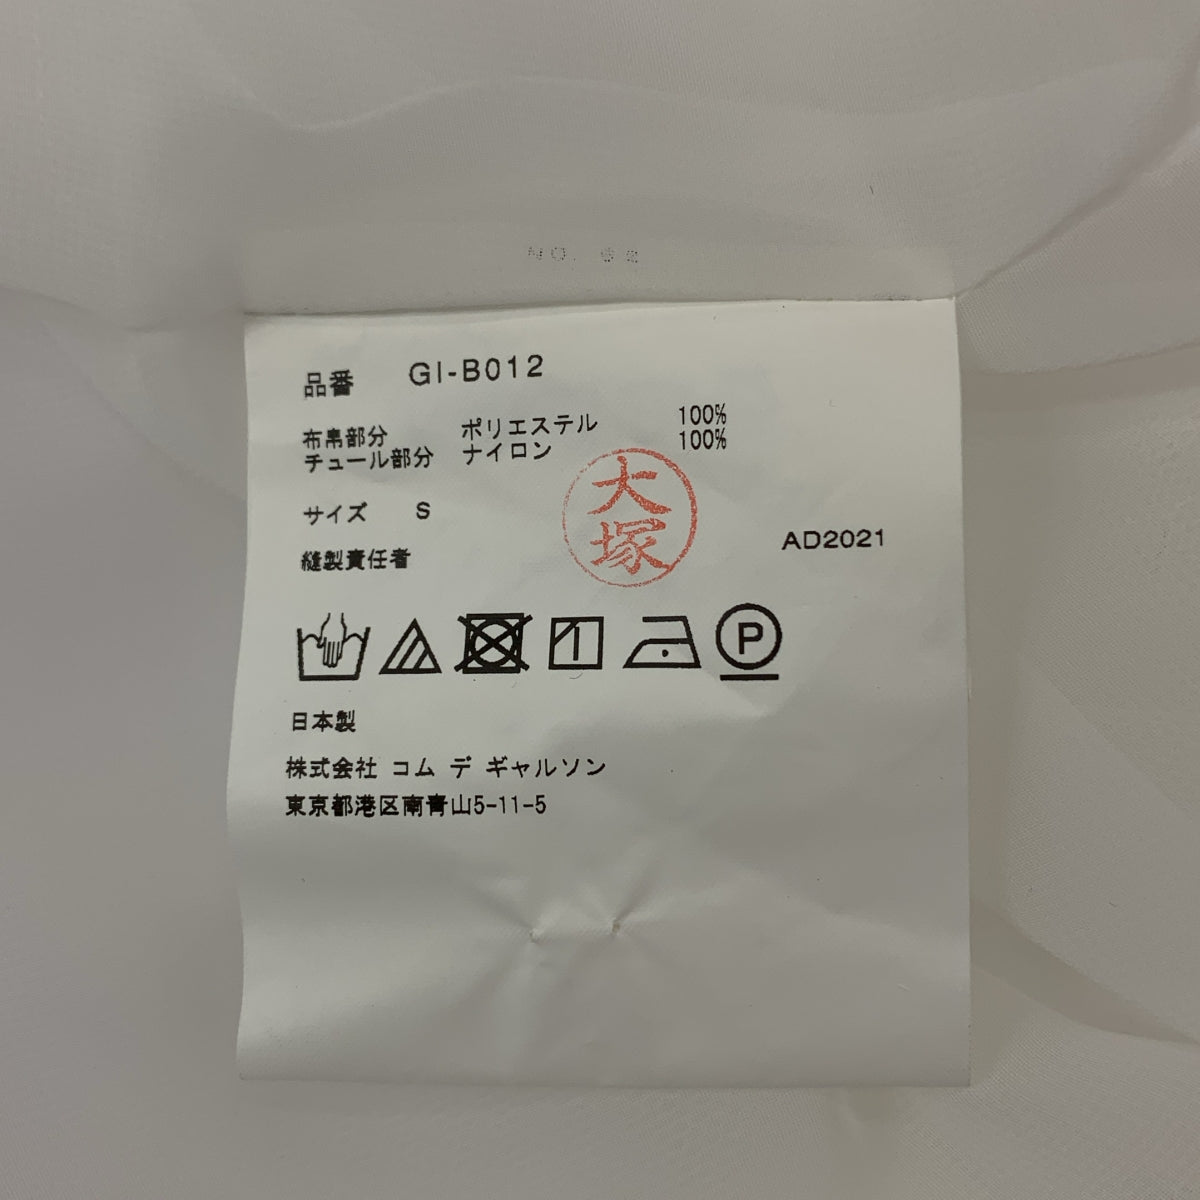 NO. 62
品番 GI-B012
布帛部分 ポリエステル 100%
チュール部分 ナイロン 100%
サイズ S
大塚
縫製責任者
AD2021
P
日本製
株式会社 コム デ ギャルソン
東京都港区南青山5-11-5